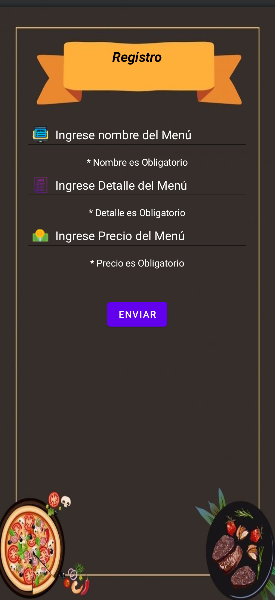 Registro
Ingrese nombre del Menú
* Nombre es Obligatorio
Ingrese Detalle del Menú
* Detalle es Obligatorio
Ingrese Precio del Menú
* Precio es Obligatorio
ENVIAR